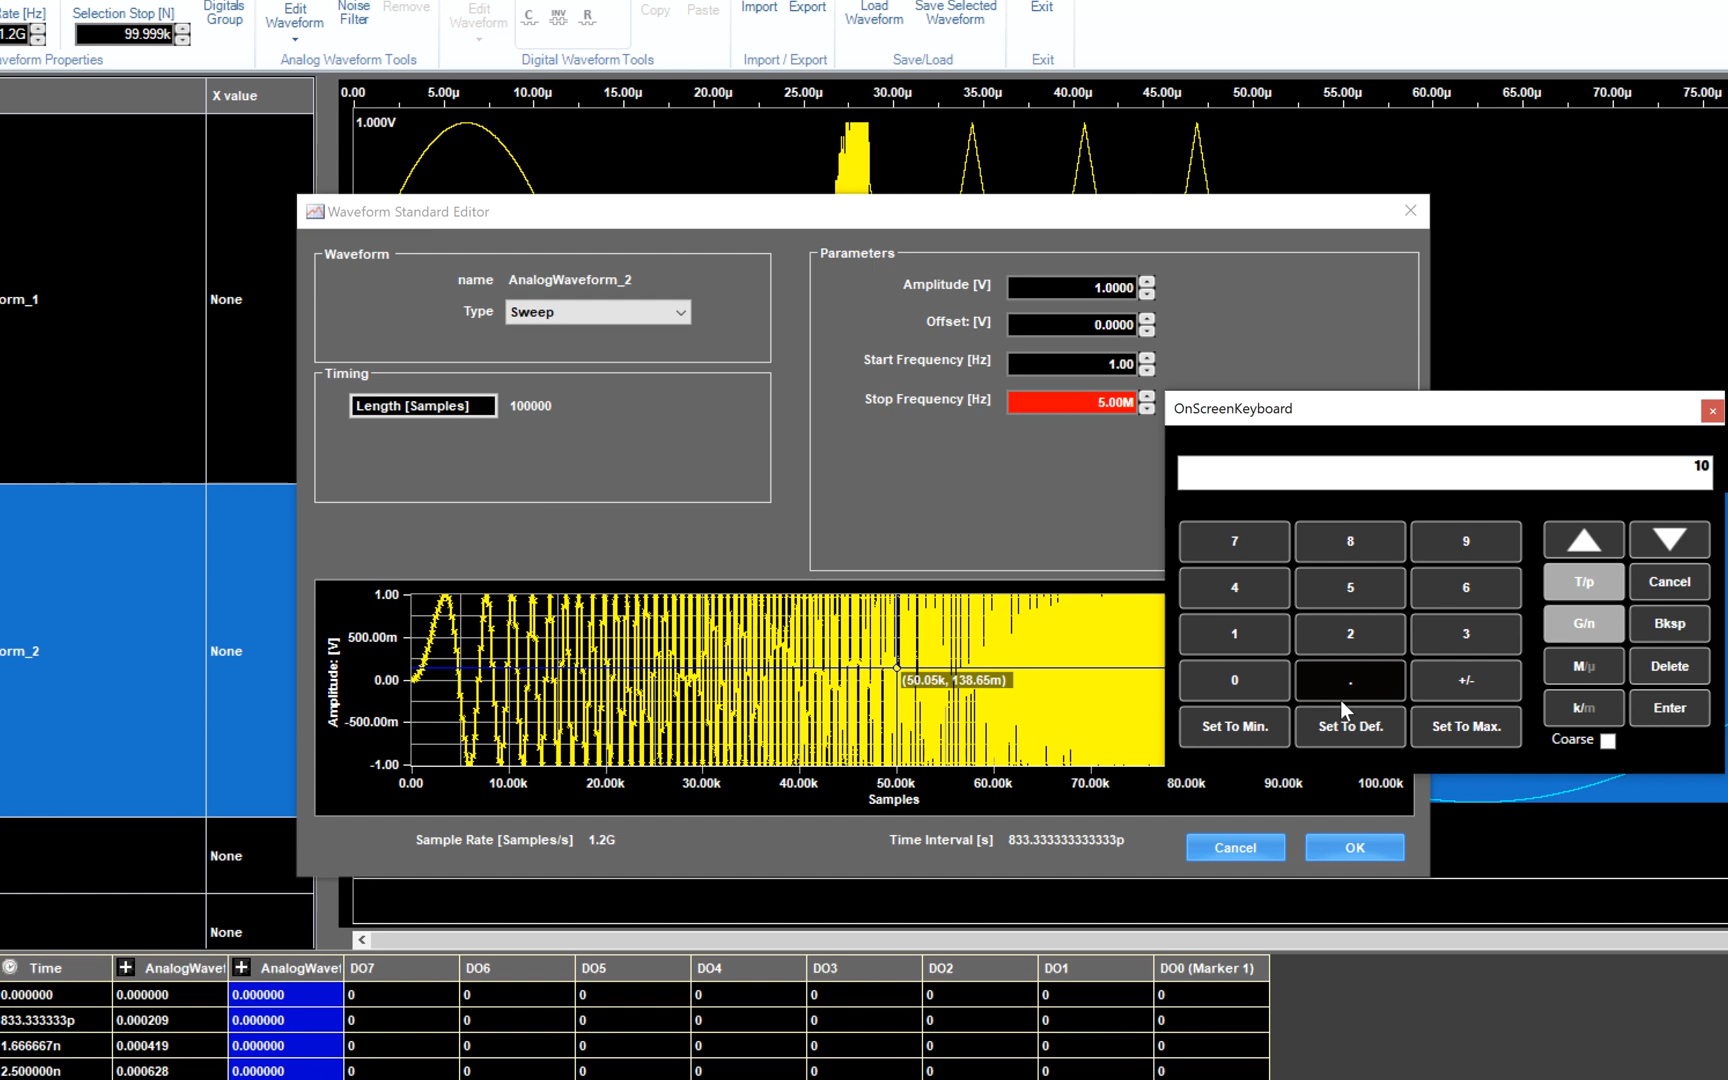 Rate [Hz]
1.2G
Selection Stop [N]
99.999k
Waveform Properties
Digitals
Group
Edit
Waveform
Noise
Filter
Remove
Analog Waveform Tools
Edit
Waveform
C
INV
R
Copy
Paste
Digital Waveform Tools
Import
Export
Import / Export
Load
Waveform
Save Selected
Waveform
Save/Load
Exit
Exit
X value
0.00 5.00µ 10.00µ 15.00µ 20.00µ 25.00µ 30.00µ 35.00µ 40.00µ 45.00µ 50.00µ 55.00µ 60.00µ 65.00µ 70.00µ 75.00µ
1.000V
orm_1
None
orm_2
None
None
None
Waveform Standard Editor
Waveform
name AnalogWaveform_2
Type Sweep
Timing
Length [Samples] 100000
Parameters
Amplitude [V] 1.0000
Offset: [V] 0.0000
Start Frequency [Hz] 1.00
Stop Frequency [Hz] 5.00M
Amplitude: [V]
1.00
500.00m
0.00
-500.00m
-1.00
(50.05k, 138.65m)
0.00 10.00k 20.00k 30.00k 40.00k 50.00k 60.00k 70.00k 80.00k 90.00k 100.00k
Samples
Sample Rate [Samples/s] 1.2G
Time Interval [s] 833.333333333333p
Cancel
OK
OnScreenKeyboard
10
7 8 9
4 5 6 T/p Cancel
G/n Bksp
1 2 3
0 . +/- M/µ Delete
Set To Min. Set To Def. Set To Max. k/m Enter
Coarse
Time AnalogWavef AnalogWavef DO7 DO6 DO5 DO4 DO3 DO2 DO1 DO0 (Marker 1)
0.000000 0.000000 0.000000 0 0 0 0 0 0 0 0
833.333333p 0.000209 0.000000 0 0 0 0 0 0 0 0
1.666667n 0.000419 0.000000 0 0 0 0 0 0 0 0
2.500000n 0.000628 0.000000 0 0 0 0 0 0 0 0